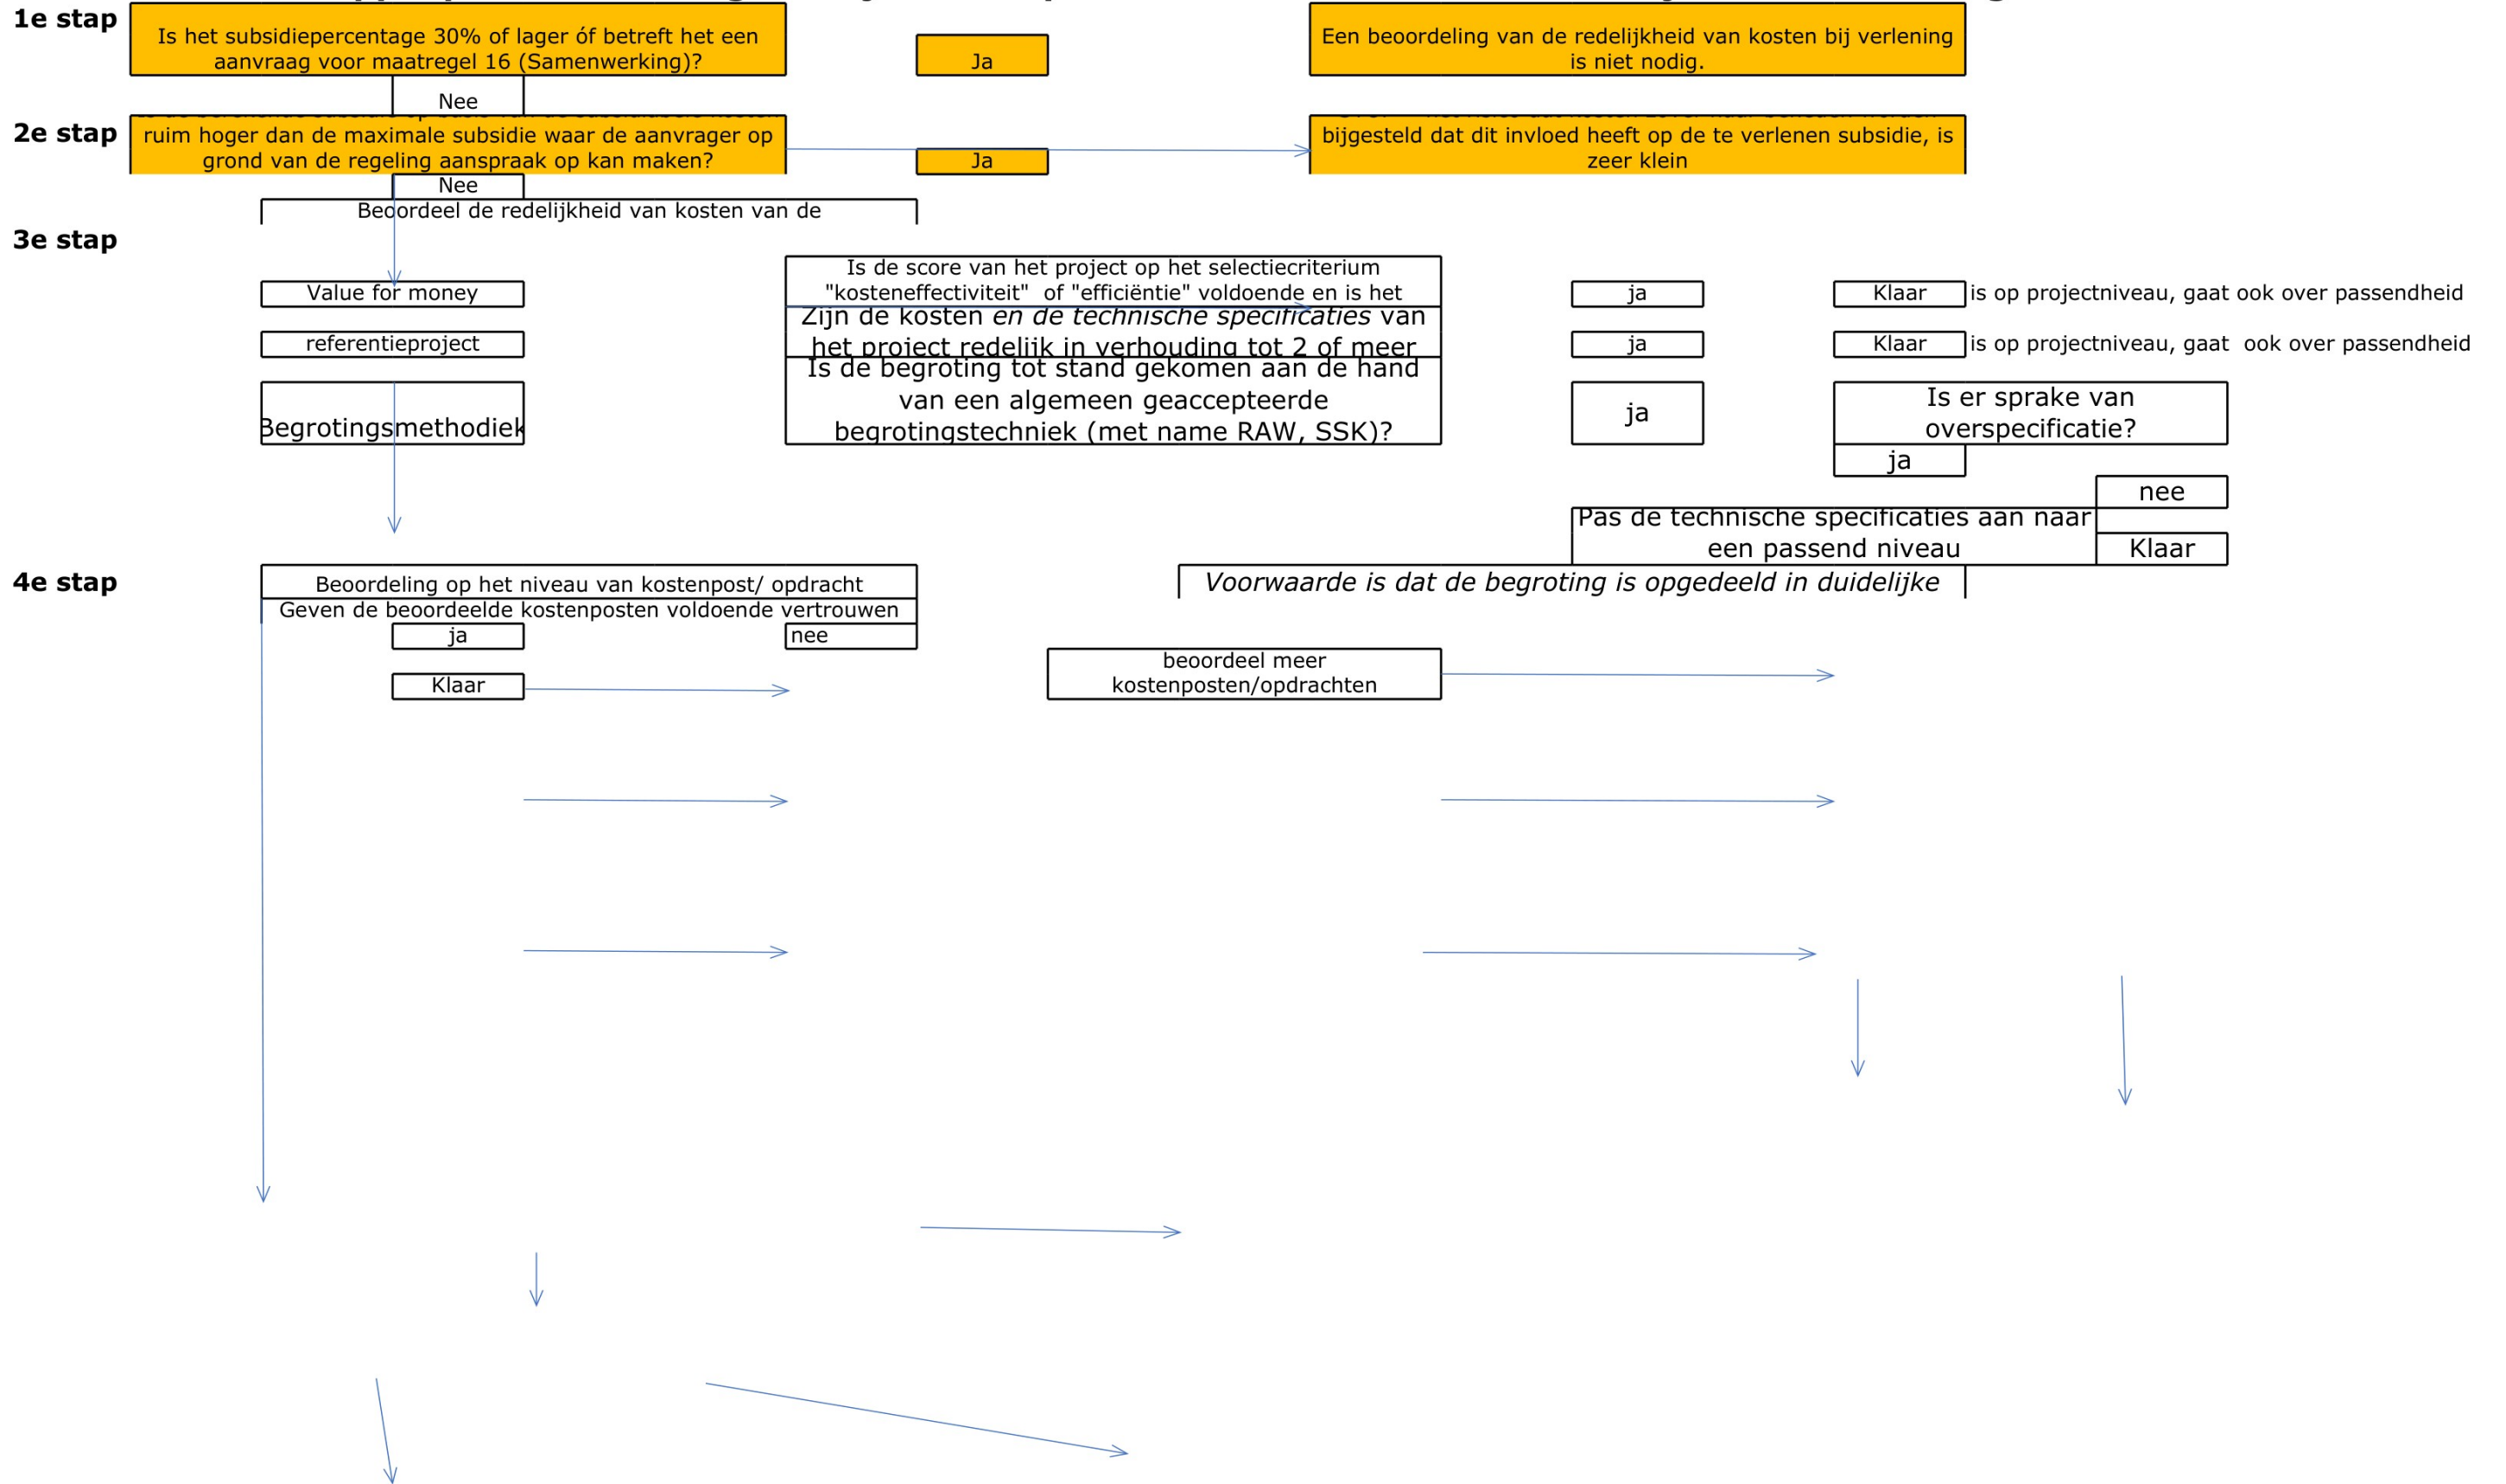 1e stap
Is het subsidiepercentage 30% of lager óf betreft het een
aanvraag voor maatregel 16 (Samenwerking)?
Ja
Een beoordeling van de redelijkheid van kosten bij verlening
is niet nodig.
Nee
2e stap
ruim hoger dan de maximale subsidie waar de aanvrager op
grond van de regeling aanspraak op kan maken?
Ja
bijgesteld dat dit invloed heeft op de te verlenen subsidie, is
zeer klein
Nee
Beoordeel de redelijkheid van kosten van de
3e stap
Value for money
Is de score van het project op het selectiecriterium
"kosteneffectiviteit" of "efficiëntie" voldoende en is het
ja
Klaar
is op projectniveau, gaat ook over passendheid
referentieproject
Zijn de kosten en de technische specificaties van
het project redelijk in verhouding tot 2 of meer
ja
Klaar
is op projectniveau, gaat ook over passendheid
Begrotingsmethodiek
Is de begroting tot stand gekomen aan de hand
van een algemeen geaccepteerde
begrotingstechniek (met name RAW, SSK)?
ja
Is er sprake van
overspecificatie?
ja
nee
Pas de technische specificaties aan naar
een passend niveau
Klaar
4e stap
Beoordeling op het niveau van kostenpost/ opdracht
Voorwaarde is dat de begroting is opgedeeld in duidelijke
Geven de beoordeelde kostenposten voldoende vertrouwen
ja
nee
Klaar
beoordeel meer
kostenposten/opdrachten